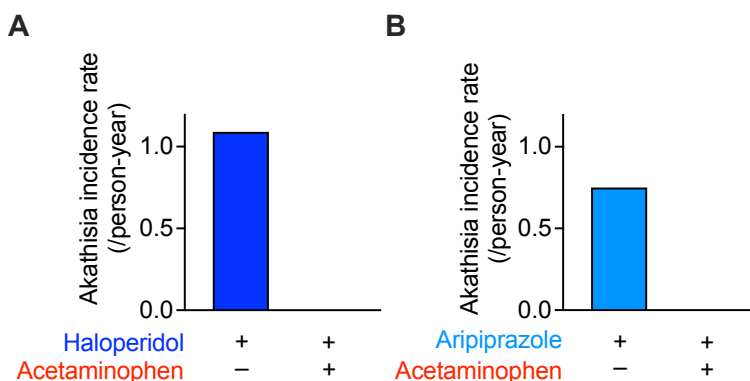 A
Akathisia incidence rate
(/person-year)
1.0
0.5
0.0
Haloperidol + +
Acetaminophen – +
B
Akathisia incidence rate
(/person-year)
1.0
0.5
0.0
Aripiprazole + +
Acetaminophen – +